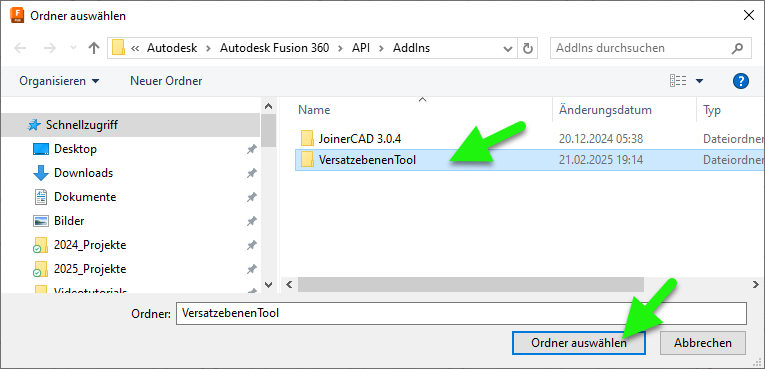 Ordner auswählen
« Autodesk › Autodesk Fusion 360 › API › AddIns
AddIns durchsuchen
Organisieren
Neuer Ordner
Schnellzugriff
Desktop
Downloads
Dokumente
Bilder
2024_Projekte
2025_Projekte
Videotutorials
Name Änderungsdatum Typ
JoinerCAD 3.0.4 20.12.2024 05:38 Dateiordner
VersatzebenenTool 21.02.2025 19:14 Dateiordner
Ordner: VersatzebenenTool
Ordner auswählen Abbrechen